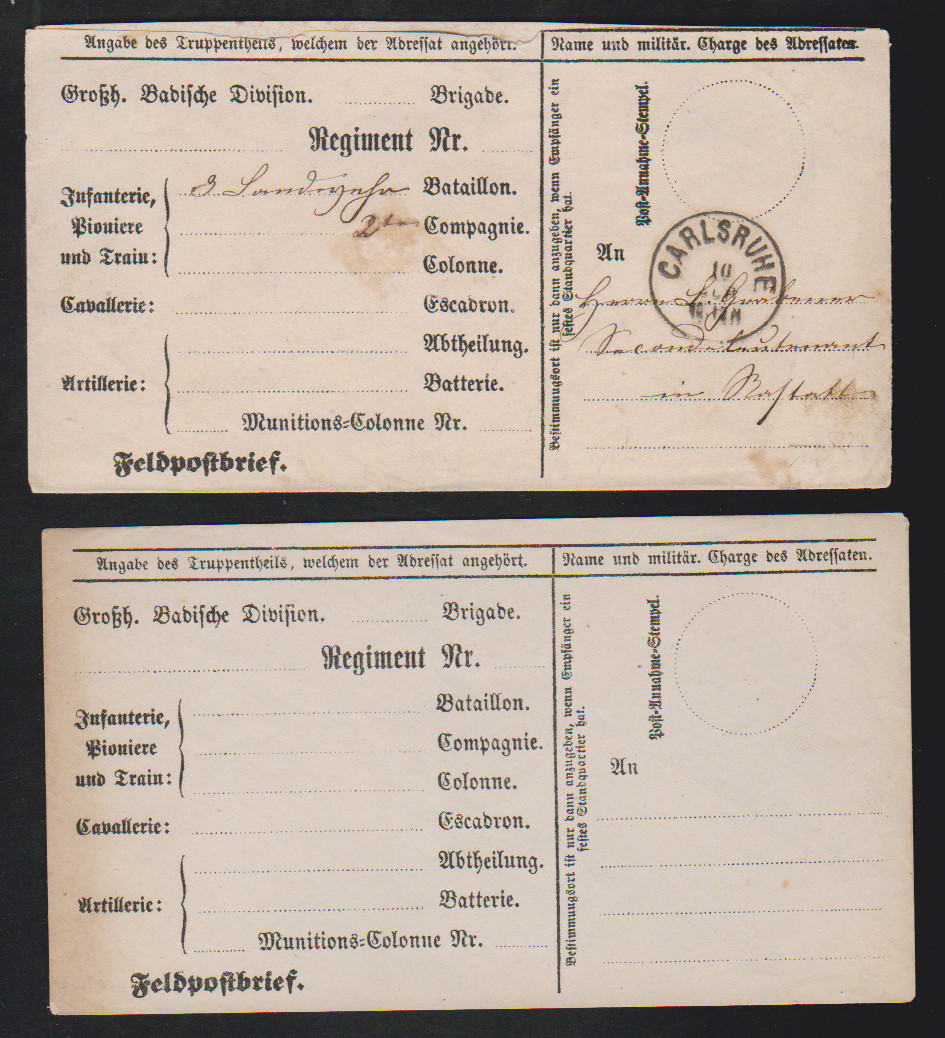 Angabe des Truppentheils, welchem der Adressat angehört.
Name und militär. Charge des Adressaten.
Großh. Badische Division. Brigade.
Regiment Nr.
Infanterie, Pioniere und Train:
3 Landwehr Bataillon.
2te Compagnie.
Colonne.
Cavallerie: Escadron.
Artillerie:
Abtheilung.
Batterie.
Munitions=Colonne Nr.
Feldpostbrief.
Bestimmungsort ist nur dann anzugeben, wenn Empfänger ein
festes Standquartier hat.
Post=Annahme=Stempel.
CARLSRUHE
10
An
Herrn
Secondelieutenant
in Rastatt
Angabe des Truppentheils, welchem der Adressat angehört.
Name und militär. Charge des Adressaten.
Großh. Badische Division. Brigade.
Regiment Nr.
Infanterie, Pioniere und Train:
Bataillon.
Compagnie.
Colonne.
Cavallerie: Escadron.
Artillerie:
Abtheilung.
Batterie.
Munitions=Colonne Nr.
Feldpostbrief.
Bestimmungsort ist nur dann anzugeben, wenn Empfänger ein
festes Standquartier hat.
Post=Annahme=Stempel.
An